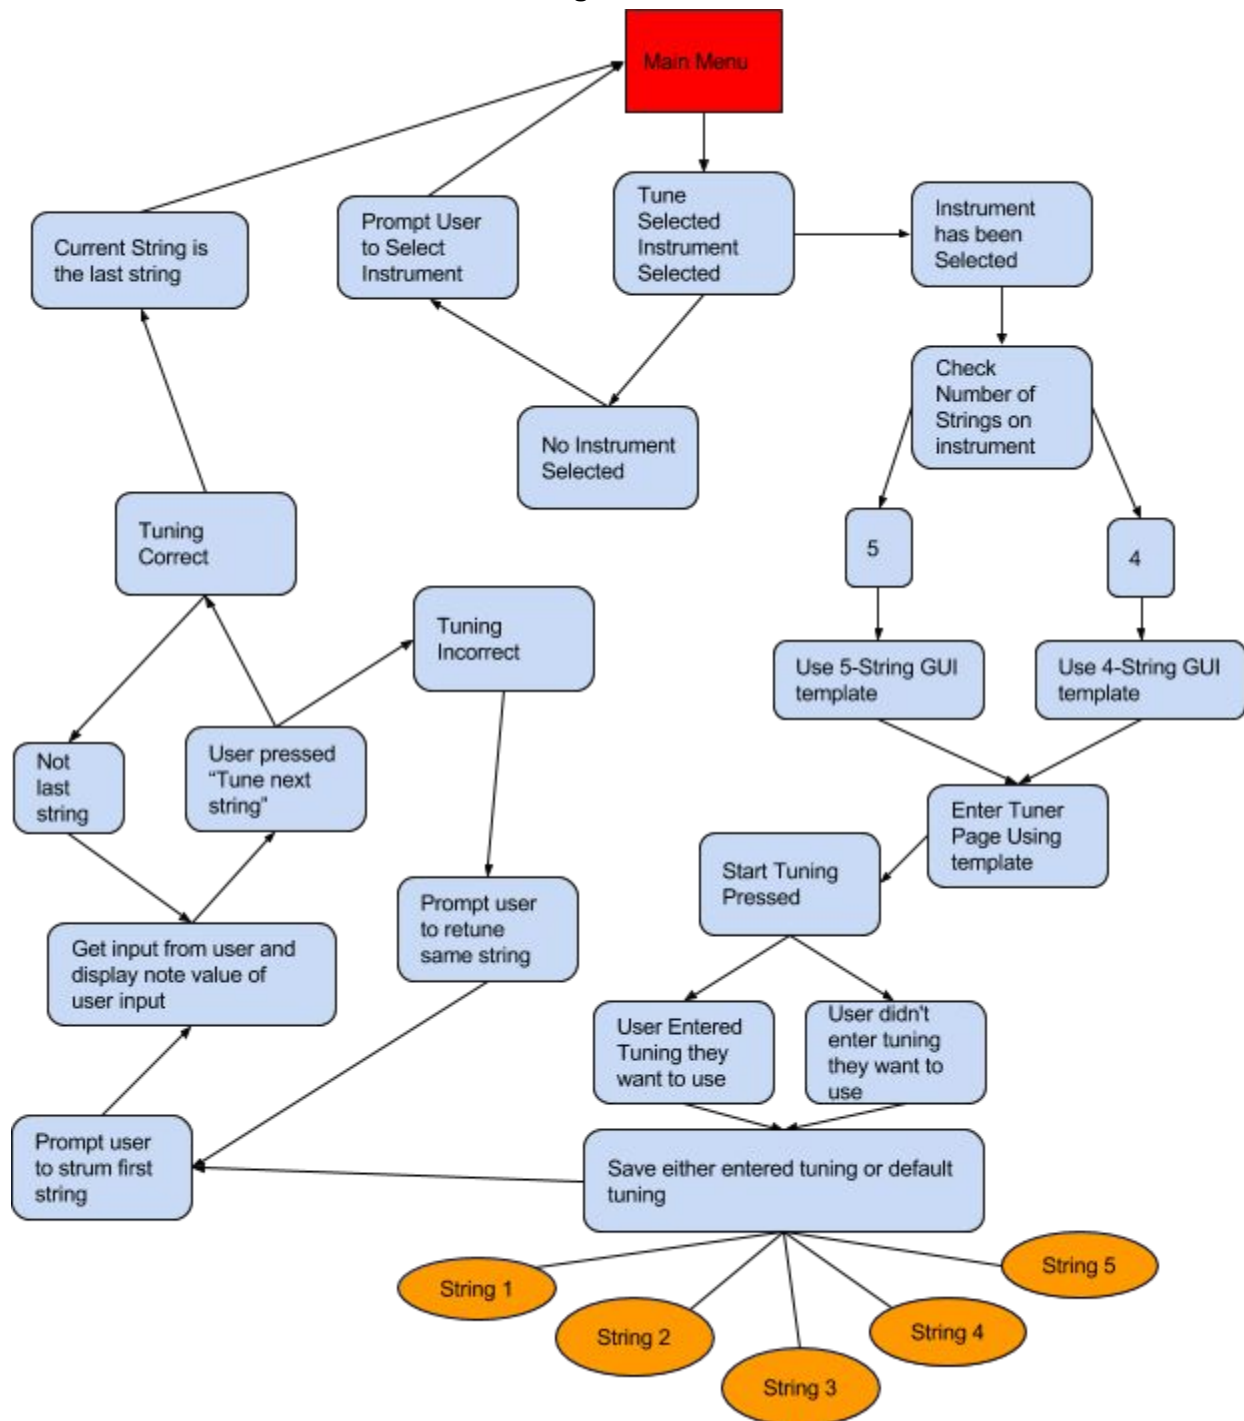 Main Menu
Tune
Selected
Instrument
Selected
Instrument
has been
Selected
Prompt User
to Select
Instrument
Current String is
the last string
Check
Number of
Strings on
instrument
No Instrument
Selected
Tuning
Correct
5
4
Tuning
Incorrect
Use 5-String GUI
template
Use 4-String GUI
template
Not
last
string
User pressed
“Tune next
string”
Enter Tuner
Page Using
template
Start Tuning
Pressed
Prompt user
to retune
same string
Get input from user and
display note value of
user input
User Entered
Tuning they
want to use
User didn't
enter tuning
they want to
use
Prompt user
to strum first
string
Save either entered tuning or default
tuning
String 1
String 2
String 3
String 4
String 5